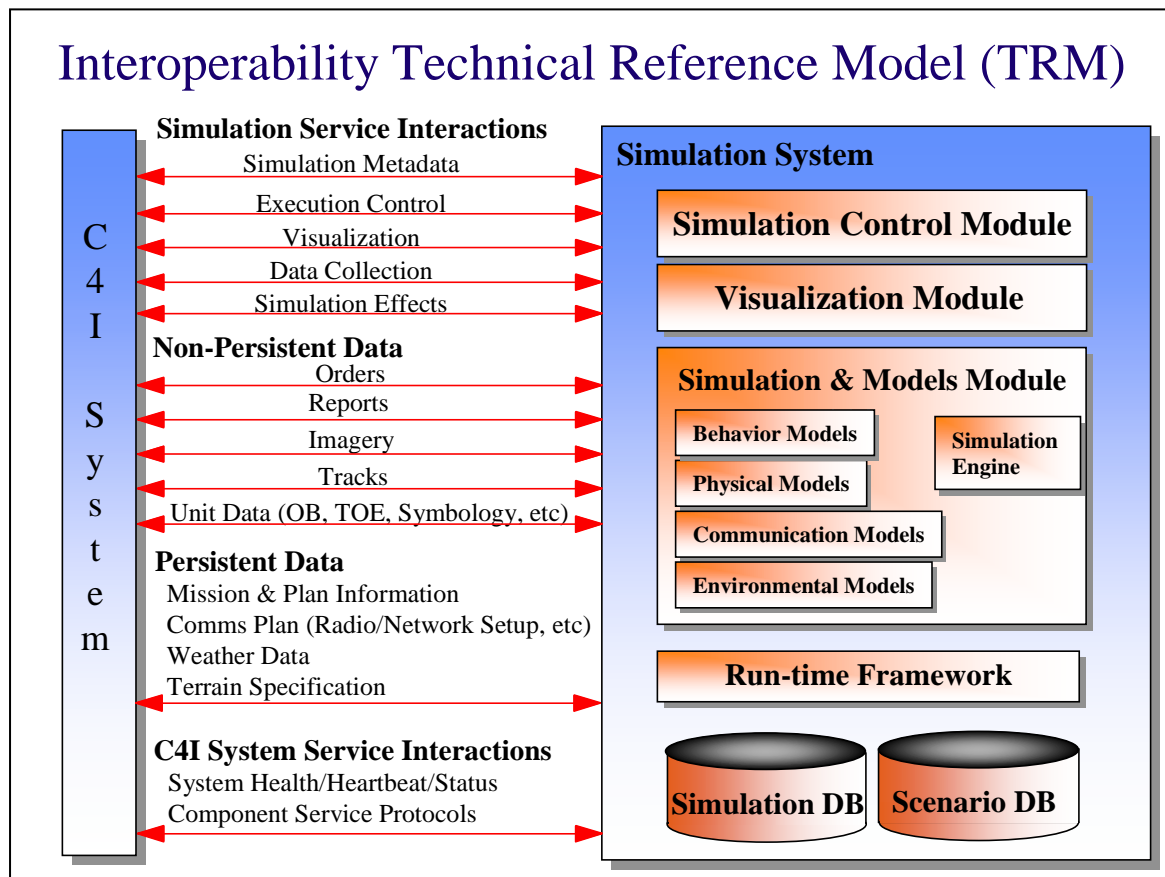 Interoperability Technical Reference Model (TRM)
C4I System
Simulation Service Interactions
Simulation Metadata
Execution Control
Visualization
Data Collection
Simulation Effects
Non-Persistent Data
Orders
Reports
Imagery
Tracks
Unit Data (OB, TOE, Symbology, etc)
Persistent Data
Mission & Plan Information
Comms Plan (Radio/Network Setup, etc)
Weather Data
Terrain Specification
C4I System Service Interactions
System Health/Heartbeat/Status
Component Service Protocols
Simulation System
Simulation Control Module
Visualization Module
Simulation & Models Module
Behavior Models
Physical Models
Communication Models
Environmental Models
Simulation
Engine
Run-time Framework
Simulation DB
Scenario DB